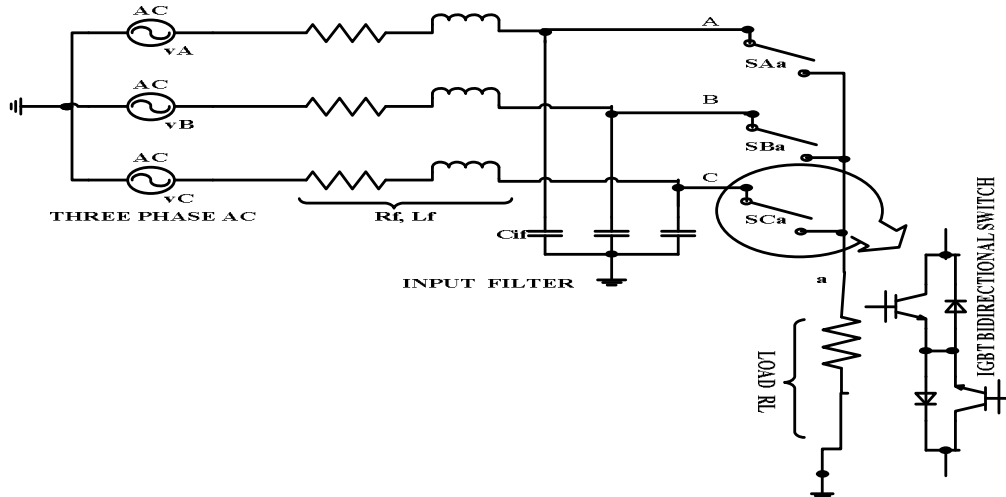 AC
vA
A
SAa
AC
vB
B
SBa
AC
vC
C
SCa
THREE PHASE AC
Rf, Lf
Cif
INPUT FILTER
a
LOAD RL
IGBT BIDIRECTIONAL SWITCH